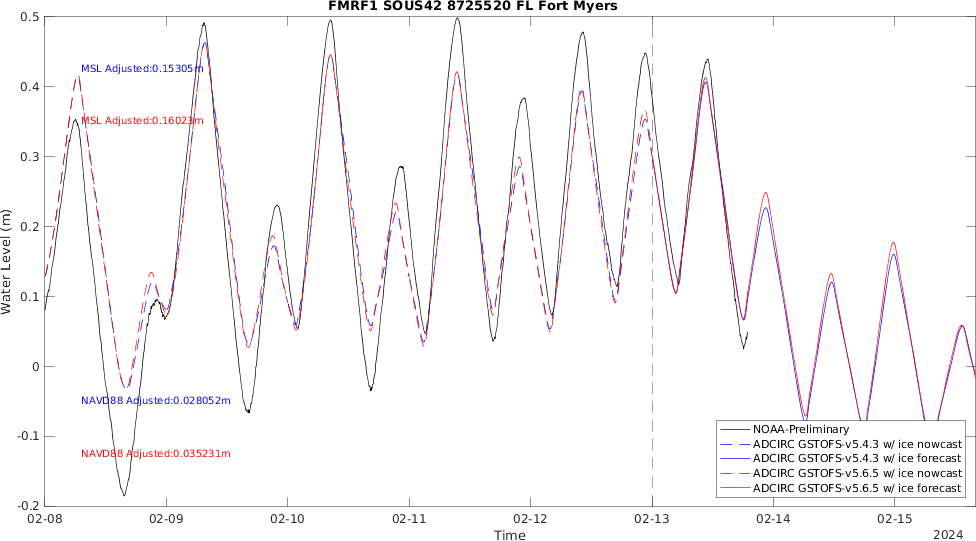 FMRF1 SOUS42 8725520 FL Fort Myers
0.5
0.4
0.3
0.2
0.1
0
-0.1
-0.2
Water Level (m)
MSL Adjusted:0.15305m
MSL Adjusted:0.16023m
NAVD88 Adjusted:0.028052m
NAVD88 Adjusted:0.035231m
NOAA-Preliminary
ADCIRC GSTOFS-v5.4.3 w/ ice nowcast
ADCIRC GSTOFS-v5.4.3 w/ ice forecast
ADCIRC GSTOFS-v5.6.5 w/ ice nowcast
ADCIRC GSTOFS-v5.6.5 w/ ice forecast
02-08 02-09 02-10 02-11 02-12 02-13 02-14 02-15
Time
2024